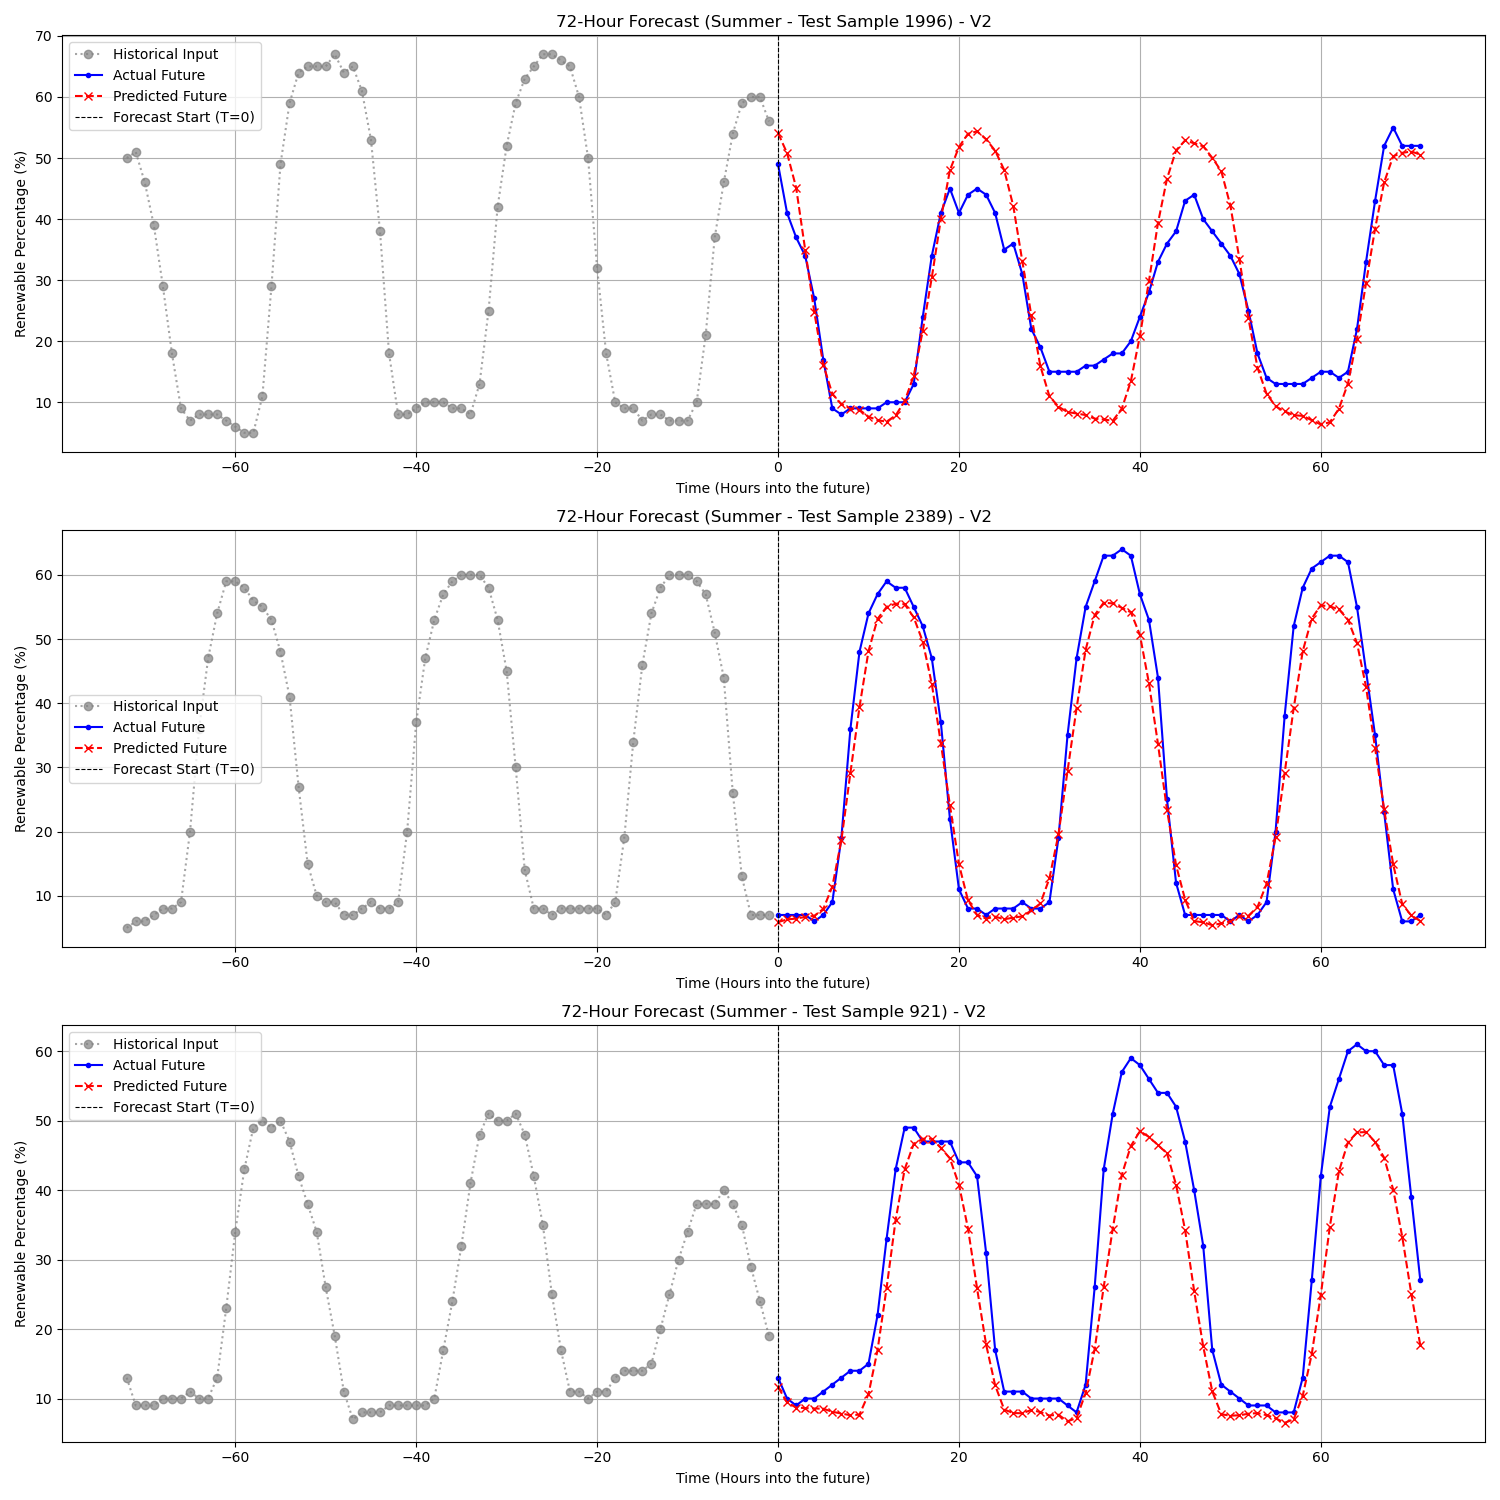 72-Hour Forecast (Summer - Test Sample 1996) - V2
Historical Input
Actual Future
Predicted Future
Forecast Start (T=0)
Renewable Percentage (%)
70
60
50
40
30
20
10
−60 −40 −20 0 20 40 60
Time (Hours into the future)
72-Hour Forecast (Summer - Test Sample 2389) - V2
Historical Input
Actual Future
Predicted Future
Forecast Start (T=0)
Renewable Percentage (%)
60
50
40
30
20
10
−60 −40 −20 0 20 40 60
Time (Hours into the future)
72-Hour Forecast (Summer - Test Sample 921) - V2
Historical Input
Actual Future
Predicted Future
Forecast Start (T=0)
Renewable Percentage (%)
60
50
40
30
20
10
−60 −40 −20 0 20 40 60
Time (Hours into the future)